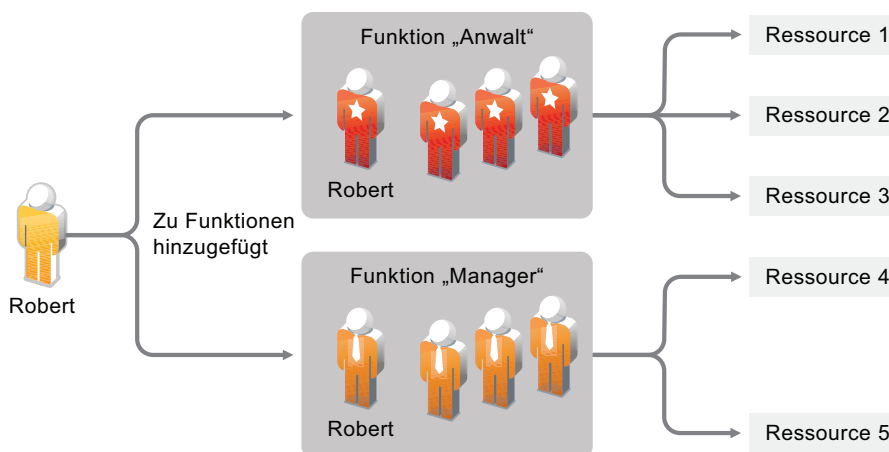 Funktion „Anwalt“
Robert
Ressource 1
Ressource 2
Ressource 3
Zu Funktionen
hinzugefügt
Robert
Funktion „Manager“
Robert
Ressource 4
Ressource 5